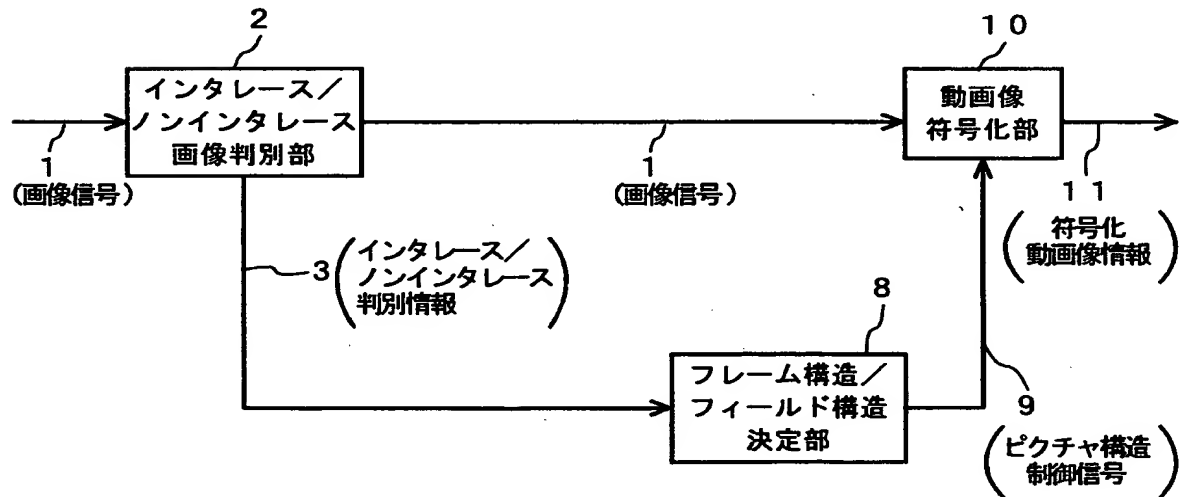 2
インタレース／
ノンインタレース
画像判別部
1
(画像信号)
1
(画像信号)
10
動画像
符号化部
11
符号化
動画像情報
3
インタレース／
ノンインタレース
判別情報
8
フレーム構造／
フィールド構造
決定部
9
ピクチャ構造
制御信号